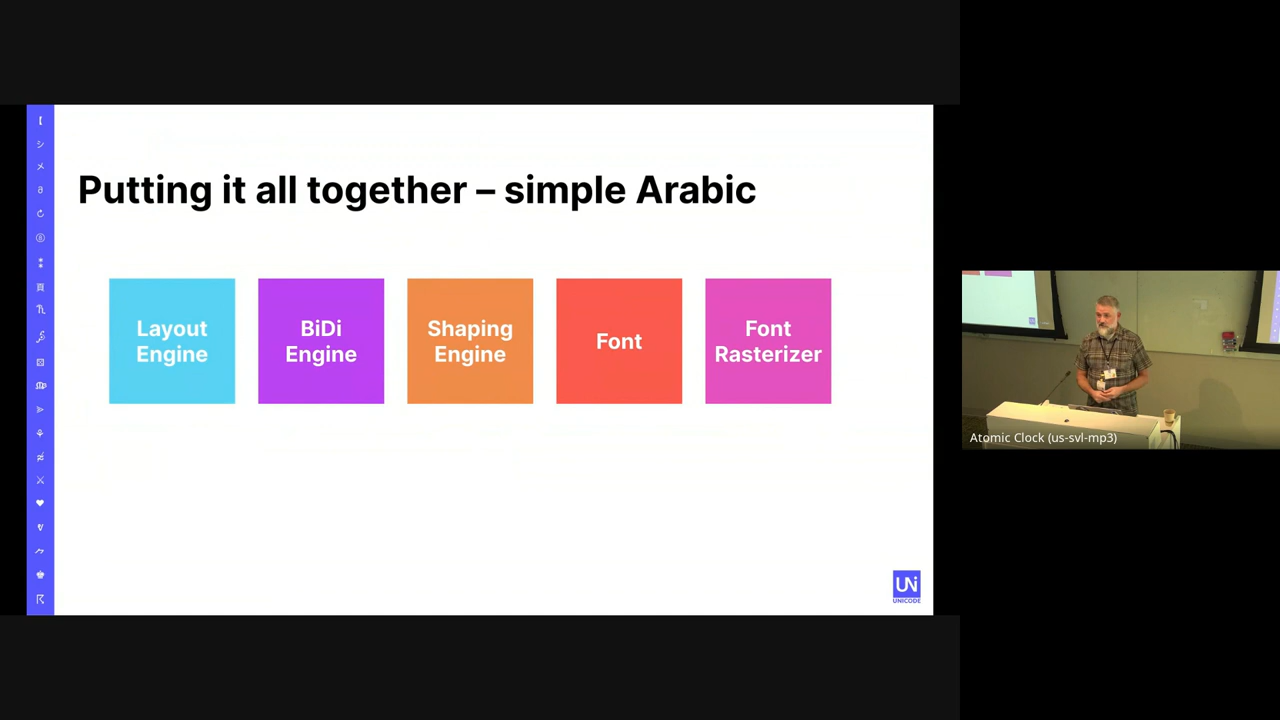 Putting it all together – simple Arabic
Layout
Engine
BiDi
Engine
Shaping
Engine
Font
Font
Rasterizer
UNi
UNICODE
Atomic Clock (us-svl-mp3)